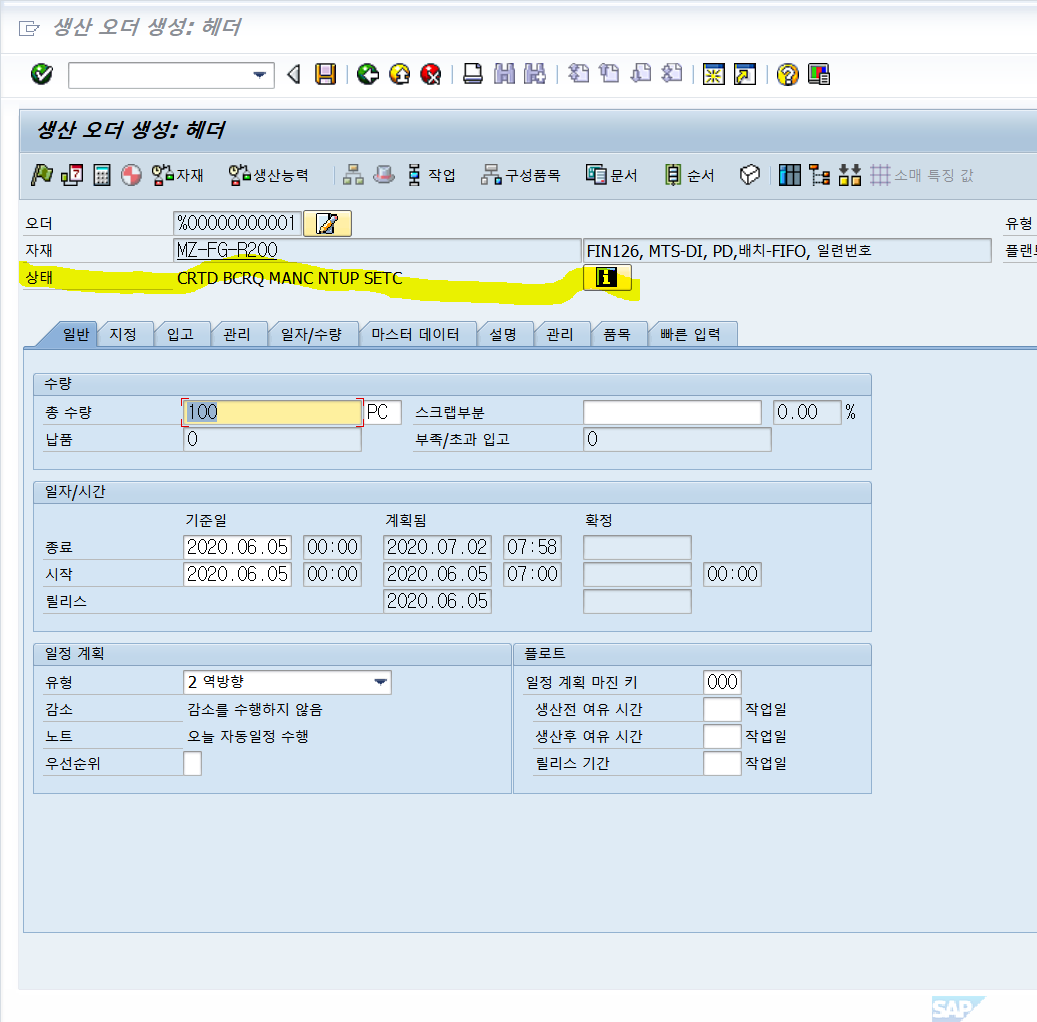 생산 오더 생성: 헤더
생산 오더 생성: 헤더
자재 생산능력 작업 구성품목 문서 순서 소매 특징 값
오더 %00000000001 유형
자재 MZ-FG-R200 FIN126, MTS-DI, PD,배치-FIFO, 일련번호
상태 CRTD BCRQ MANC NTUP SETC
일반 지정 입고 관리 일자/수량 마스터 데이터 설명 관리 품목 빠른 입력
수량
총 수량 100 PC 스크랩부분 0.00 %
납품 0 부족/초과 입고 0
일자/시간
기준일 계획됨 확정
종료 2020.06.05 00:00 2020.07.02 07:58
시작 2020.06.05 00:00 2020.06.05 07:00 00:00
릴리스 2020.06.05
일정 계획
유형 2 역방향
감소 감소를 수행하지 않음
노트 오늘 자동일정 수행
우선순위
플로트
일정 계획 마진 키 000
생산전 여유 시간 작업일
생산후 여유 시간 작업일
릴리스 기간 작업일
SAP